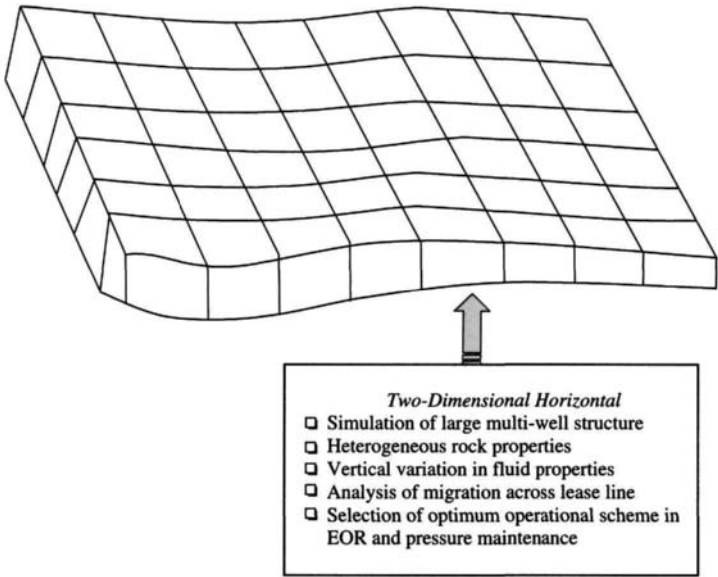 Two-Dimensional Horizontal
❑ Simulation of large multi-well structure
❑ Heterogeneous rock properties
❑ Vertical variation in fluid properties
❑ Analysis of migration across lease line
❑ Selection of optimum operational scheme in
EOR and pressure maintenance